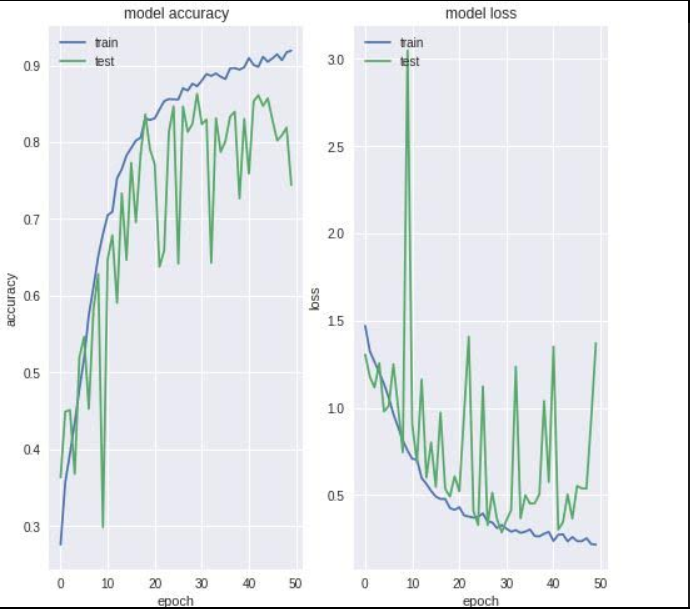 model accuracy
train
test
0.9
0.8
0.7
0.6
0.5
0.4
0.3
accuracy
0 10 20 30 40 50
epoch
model loss
train
test
3.0
2.5
2.0
1.5
1.0
0.5
loss
0 10 20 30 40 50
epoch